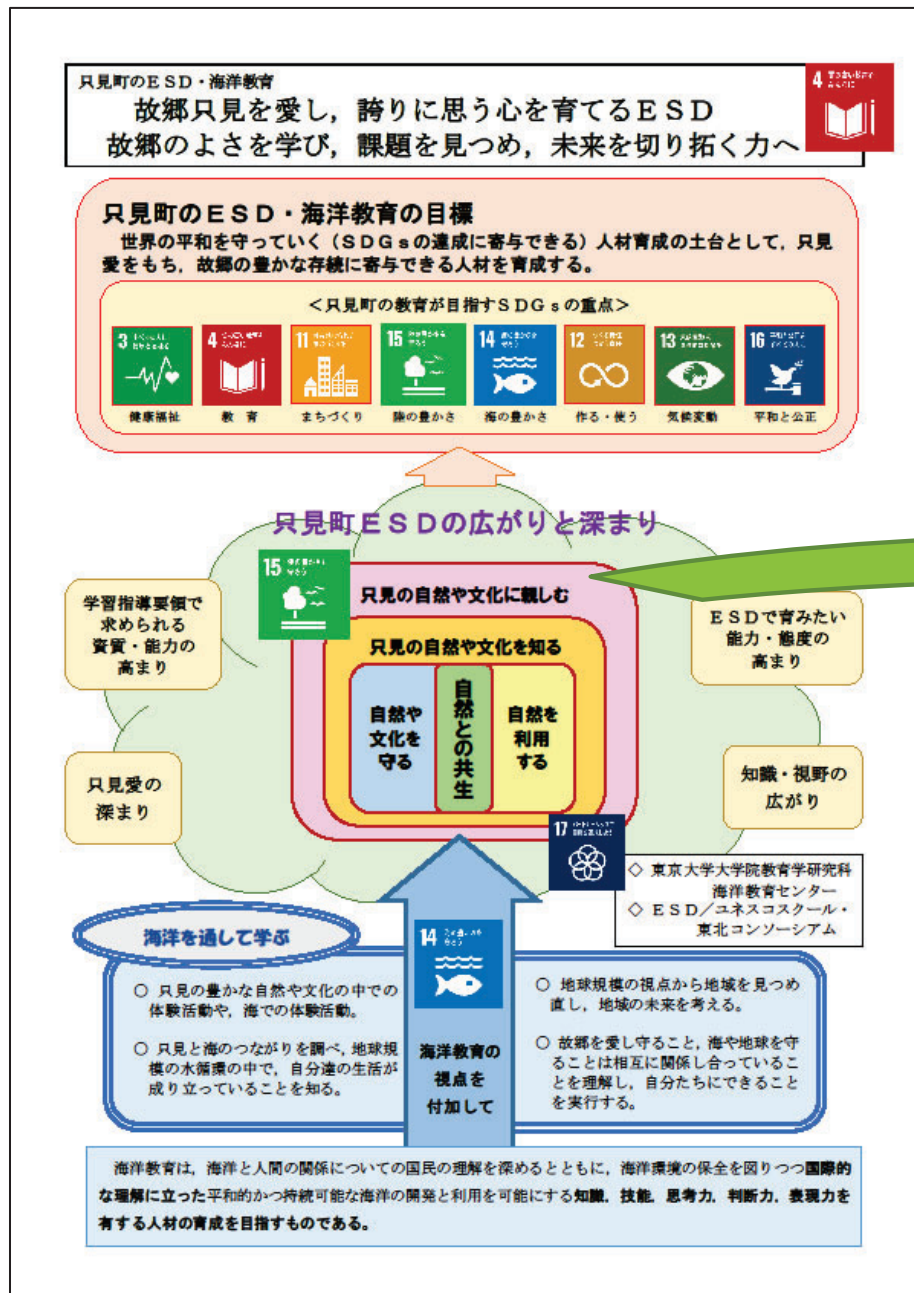 只見町のESD・海洋教育
故郷只見を愛し，誇りに思う心を育てるESD
故郷のよさを学び，課題を見つめ，未来を切り拓く力へ
4
只見町のESD・海洋教育の目標
世界の平和を守っていく（SDGsの達成に寄与できる）人材育成の土台として，只見
愛をもち，故郷の豊かな存続に寄与できる人材を育成する。
＜只見町の教育が目指すSDGsの重点＞
3
4
11
15
14
12
13
16
健康福祉
教 育
まちづくり
陸の豊かさ
海の豊かさ
作る・使う
気候変動
平和と公正
只見町ESDの広がりと深まり
15
只見の自然や文化に親しむ
只見の自然や文化を知る
自然や
文化を
守る
自然との共生
自然を
利用
する
学習指導要領で
求められる
資質・能力の
高まり
ESDで育みたい
能力・態度の
高まり
只見愛の
深まり
知識・視野の
広がり
17
◇ 東京大学大学院教育学研究科
海洋教育センター
◇ ESD／ユネスコスクール・
東北コンソーシアム
海洋を通して学ぶ
○ 只見の豊かな自然や文化の中での
体験活動や，海での体験活動。
○ 只見と海のつながりを調べ，地球規
模の水循環の中で，自分達の生活が
成り立っていることを知る。
14
海洋教育の
視点を
付加して
○ 地球規模の視点から地域を見つめ
直し，地域の未来を考える。
○ 故郷を愛し守ること，海や地球を守
ることは相互に関係し合っているこ
とを理解し，自分たちにできること
を実行する。
海洋教育は，海洋と人間の関係についての国民の理解を深めるとともに，海洋環境の保全を図りつつ国際的
な理解に立った平和的かつ持続可能な海洋の開発と利用を可能にする知識，技能，思考力，判断力，表現力を
有する人材の育成を目指すものである。